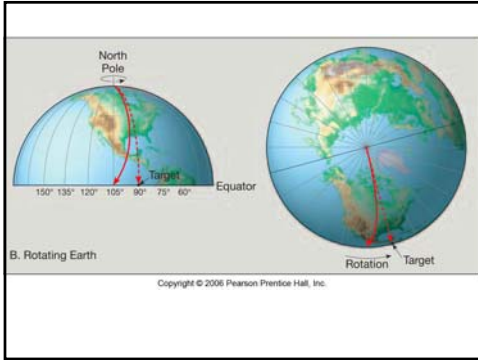 North
Pole
Target
Equator
150° 135° 120° 105° 90° 75° 60°
B. Rotating Earth
Rotation
Target
Copyright © 2006 Pearson Prentice Hall, Inc.